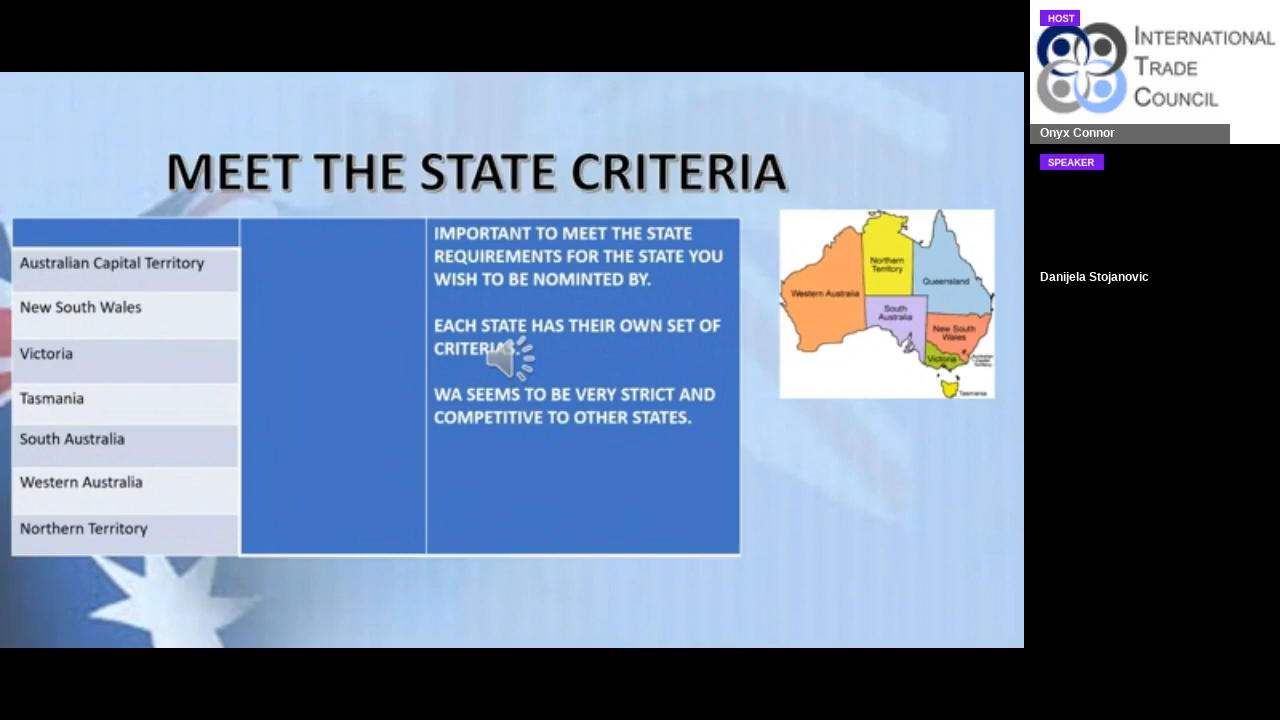 MEET THE STATE CRITERIA
Australian Capital Territory
New South Wales
Victoria
Tasmania
South Australia
Western Australia
Northern Territory
IMPORTANT TO MEET THE STATE
REQUIREMENTS FOR THE STATE YOU
WISH TO BE NOMINTED BY.
EACH STATE HAS THEIR OWN SET OF
WA SEEMS TO BE VERY STRICT AND
COMPETITIVE TO OTHER STATES.
Northern
Territory
Western Australia
Queensland
South
Australia
New South
Wales
Victoria
Australian
Capital
Territory
Tasmania
HOST
INTERNATIONAL
TRADE
COUNCIL
Onyx Connor
SPEAKER
Danijela Stojanovic